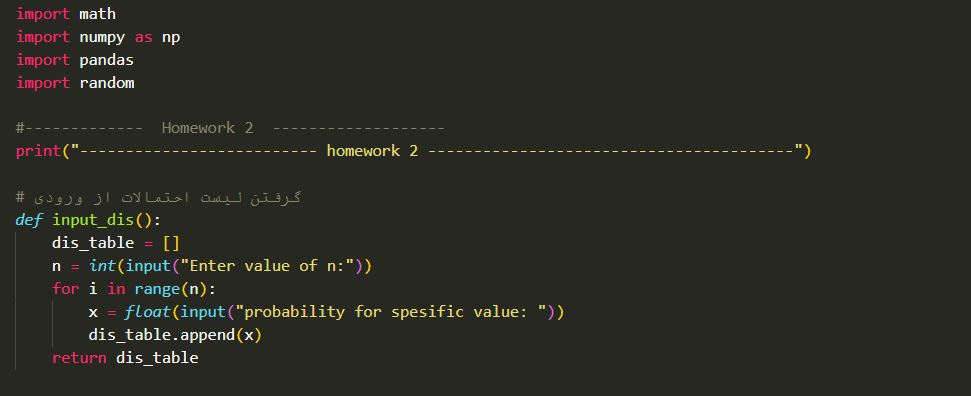 import math
import numpy as np
import pandas
import random
#-------------  Homework 2  -------------------
print("-------------------------- homework 2 ----------------------------------------")
# گرفتن لیست احتمالات از ورودی
def input_dis():
    dis_table = []
    n = int(input("Enter value of n:"))
    for i in range(n):
        x = float(input("probability for spesific value: "))
        dis_table.append(x)
    return dis_table